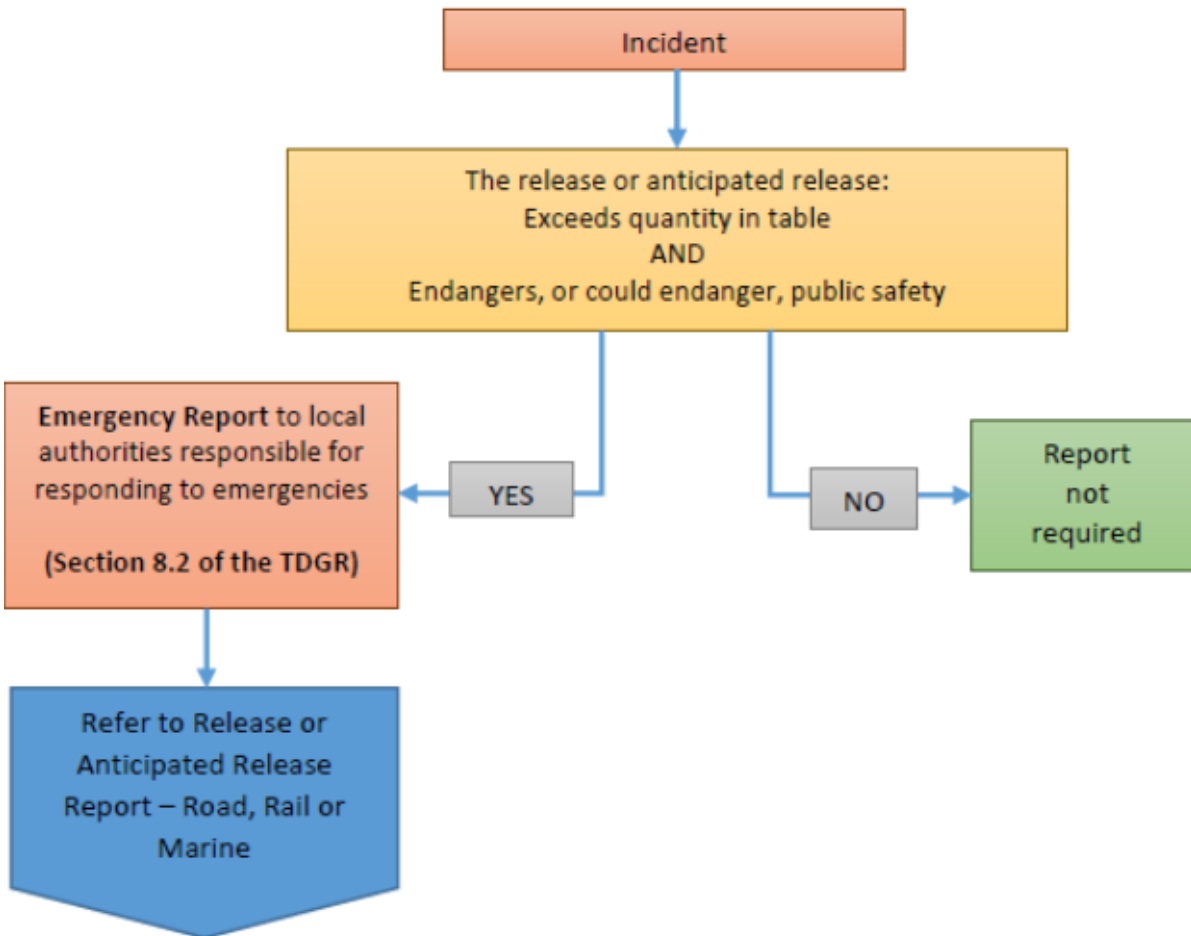 Incident
The release or anticipated release:
Exceeds quantity in table
AND
Endangers, or could endanger, public safety
Emergency Report to local
authorities responsible for
responding to emergencies
(Section 8.2 of the TDGR)
YES
NO
Report
not
required
Refer to Release or
Anticipated Release
Report – Road, Rail or
Marine